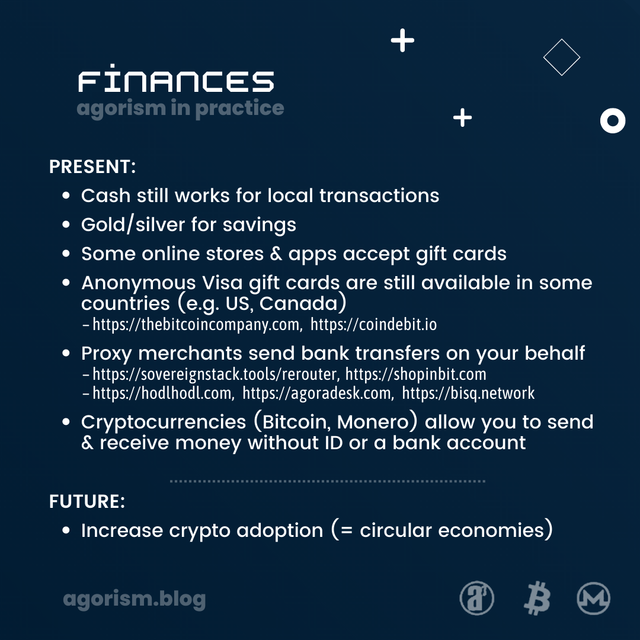 FINANCES
agorism in practice
PRESENT:
• Cash still works for local transactions
• Gold/silver for savings
• Some online stores & apps accept gift cards
• Anonymous Visa gift cards are still available in some
countries (e.g. US, Canada)
– https://thebitcoincompany.com, https://coindebit.io
• Proxy merchants send bank transfers on your behalf
– https://sovereignstack.tools/rerouter, https://shopinbit.com
– https://hodlhodl.com, https://agoradesk.com, https://bisq.network
• Cryptocurrencies (Bitcoin, Monero) allow you to send
& receive money without ID or a bank account
FUTURE:
• Increase crypto adoption (= circular economies)
agorism.blog